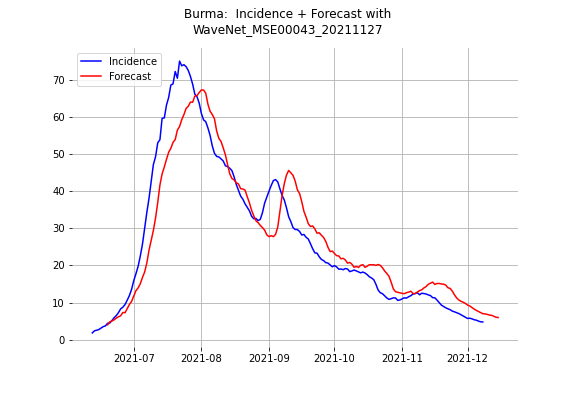 Burma:  Incidence + Forecast with
WaveNet_MSE00043_20211127
Incidence
Forecast
70
60
50
40
30
20
10
0
2021-07 2021-08 2021-09 2021-10 2021-11 2021-12